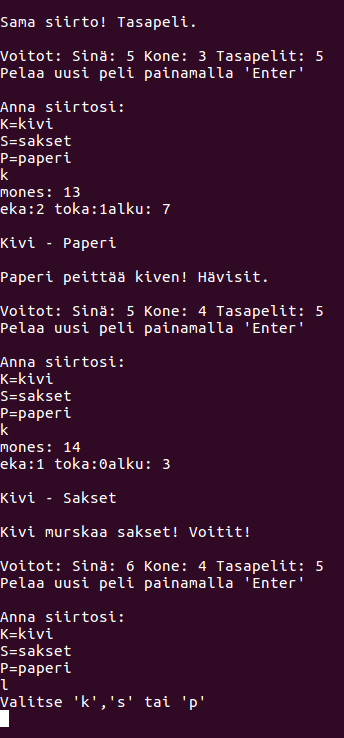 Sama siirto! Tasapeli.
Voitot: Sinä: 5 Kone: 3 Tasapelit: 5
Pelaa uusi peli painamalla 'Enter'
Anna siirtosi:
K=kivi
S=sakset
P=paperi
k
mones: 13
eka:2 toka:1alku: 7
Kivi - Paperi
Paperi peittää kiven! Hävisit.
Voitot: Sinä: 5 Kone: 4 Tasapelit: 5
Pelaa uusi peli painamalla 'Enter'
Anna siirtosi:
K=kivi
S=sakset
P=paperi
k
mones: 14
eka:1 toka:0alku: 3
Kivi - Sakset
Kivi murskaa sakset! Voitit!
Voitot: Sinä: 6 Kone: 4 Tasapelit: 5
Pelaa uusi peli painamalla 'Enter'
Anna siirtosi:
K=kivi
S=sakset
P=paperi
l
Valitse 'k','s' tai 'p'